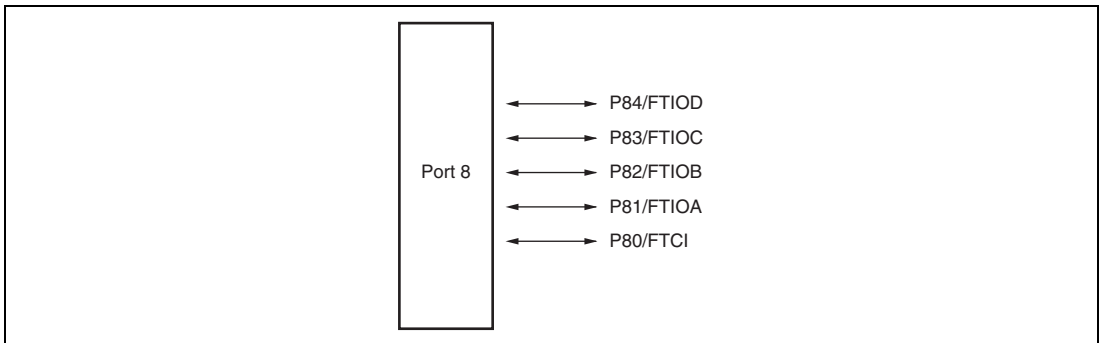 P84/FTIOD
P83/FTIOC
Port 8
P82/FTIOB
P81/FTIOA
P80/FTCI